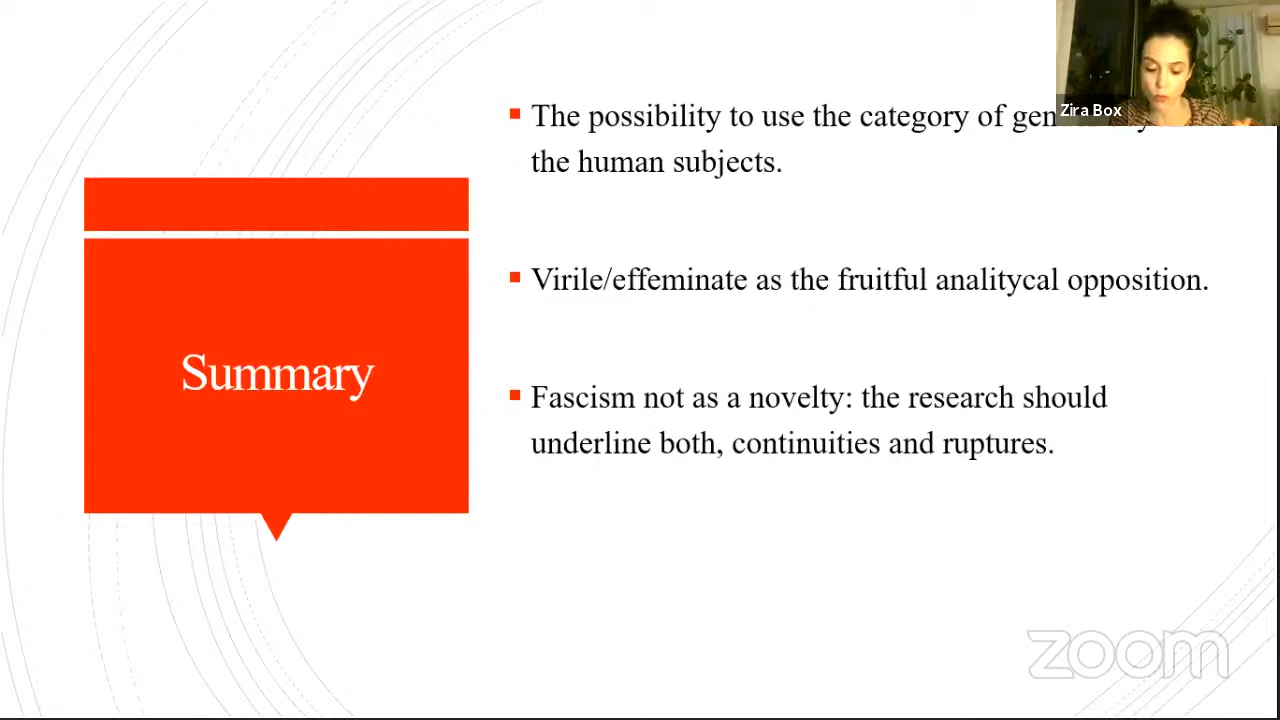 Zira Box
The possibility to use the category of
the human subjects.
Virile/effeminate as the fruitful analitycal opposition.
Summary
Fascism not as a novelty: the research should
underline both, continuities and ruptures.
zoom